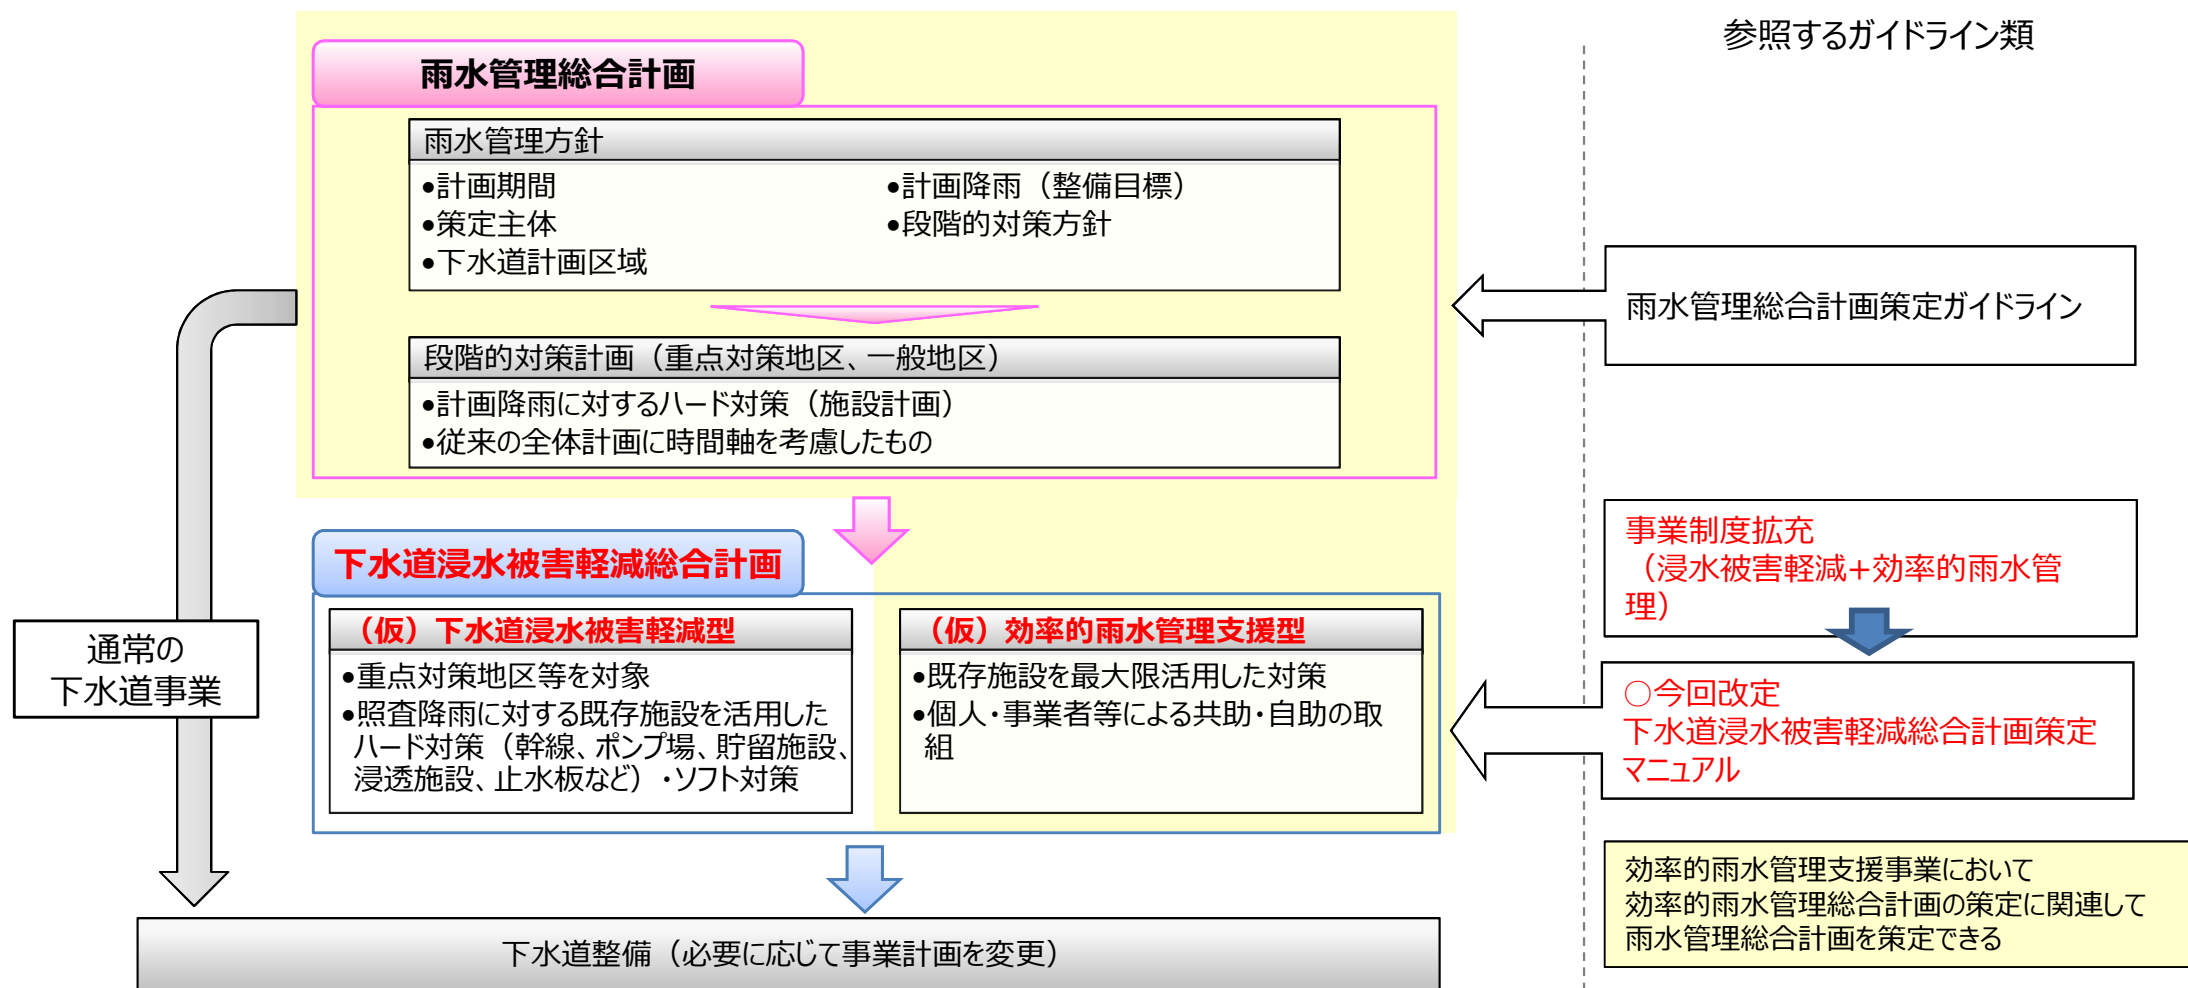 参照するガイドライン類
雨水管理総合計画
雨水管理方針
●計画期間
●策定主体
●下水道計画区域
●計画降雨（整備目標）
●段階的対策方針
雨水管理総合計画策定ガイドライン
段階的対策計画（重点対策地区、一般地区）
●計画降雨に対するハード対策（施設計画）
●従来の全体計画に時間軸を考慮したもの
事業制度拡充
（浸水被害軽減+効率的雨水管
理）
下水道浸水被害軽減総合計画
（仮）下水道浸水被害軽減型
●重点対策地区等を対象
●照査降雨に対する既存施設を活用した
ハード対策（幹線、ポンプ場、貯留施設、
浸透施設、止水板など）・ソフト対策
（仮）効率的雨水管理支援型
●既存施設を最大限活用した対策
●個人・事業者等による共助・自助の取
組
通常の
下水道事業
○今回改定
下水道浸水被害軽減総合計画策定
マニュアル
効率的雨水管理支援事業において
効率的雨水管理総合計画の策定に関連して
雨水管理総合計画を策定できる
下水道整備（必要に応じて事業計画を変更）